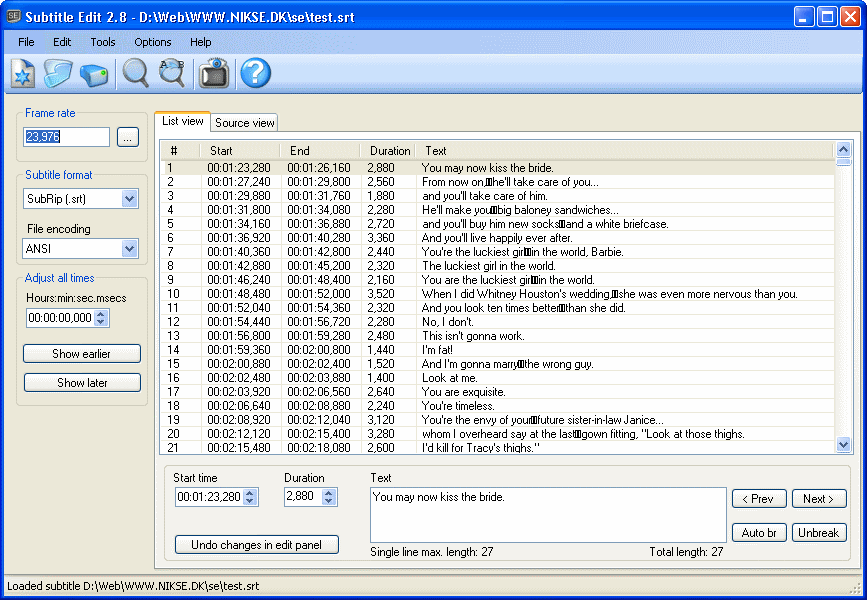 Subtitle Edit 2.8 - D:\Web\WWW.NIKSE.DK\se\test.srt
File Edit Tools Options Help
Frame rate
23,976 ...
Subtitle format
SubRip (.srt)
File encoding
ANSI
Adjust all times
Hours:min:sec.msecs
00:00:00,000
Show earlier
Show later
List view Source view
# Start End Duration Text
1 00:01:23,280 00:01:26,160 2,880 You may now kiss the bride.
2 00:01:27,240 00:01:29,800 2,560 From now on, he'll take care of you...
3 00:01:29,880 00:01:31,760 1,880 and you'll take care of him.
4 00:01:31,800 00:01:34,080 2,280 He'll make you big baloney sandwiches...
5 00:01:34,160 00:01:36,880 2,720 and you'll buy him new socks and a white briefcase.
6 00:01:36,920 00:01:40,280 3,360 And you'll live happily ever after.
7 00:01:40,360 00:01:42,800 2,440 You're the luckiest girl in the world, Barbie.
8 00:01:42,880 00:01:45,200 2,320 The luckiest girl in the world.
9 00:01:46,240 00:01:48,400 2,160 You are the luckiest girl in the world.
10 00:01:48,480 00:01:52,000 3,520 When I did Whitney Houston's wedding, she was even more nervous than you.
11 00:01:52,040 00:01:54,360 2,320 And you look ten times better than she did.
12 00:01:54,440 00:01:56,720 2,280 No, I don't.
13 00:01:56,800 00:01:59,280 2,480 This isn't gonna work.
14 00:01:59,360 00:02:00,800 1,440 I'm fat!
15 00:02:00,880 00:02:02,400 1,520 And I'm gonna marry the wrong guy.
16 00:02:02,480 00:02:03,880 1,400 Look at me.
17 00:02:03,920 00:02:06,560 2,640 You are exquisite.
18 00:02:06,640 00:02:08,880 2,240 You're timeless.
19 00:02:08,920 00:02:12,040 3,120 You're the envy of your future sister-in-law Janice...
20 00:02:12,120 00:02:15,400 3,280 whom I overheard say at the last gown fitting, "Look at those thighs.
21 00:02:15,480 00:02:18,080 2,600 I'd kill for Tracy's thighs."
Start time Duration Text
00:01:23,280 2,880 You may now kiss the bride.
< Prev Next >
Auto br Unbreak
Undo changes in edit panel
Single line max. length: 27 Total length: 27
Loaded subtitle D:\Web\WWW.NIKSE.DK\se\test.srt